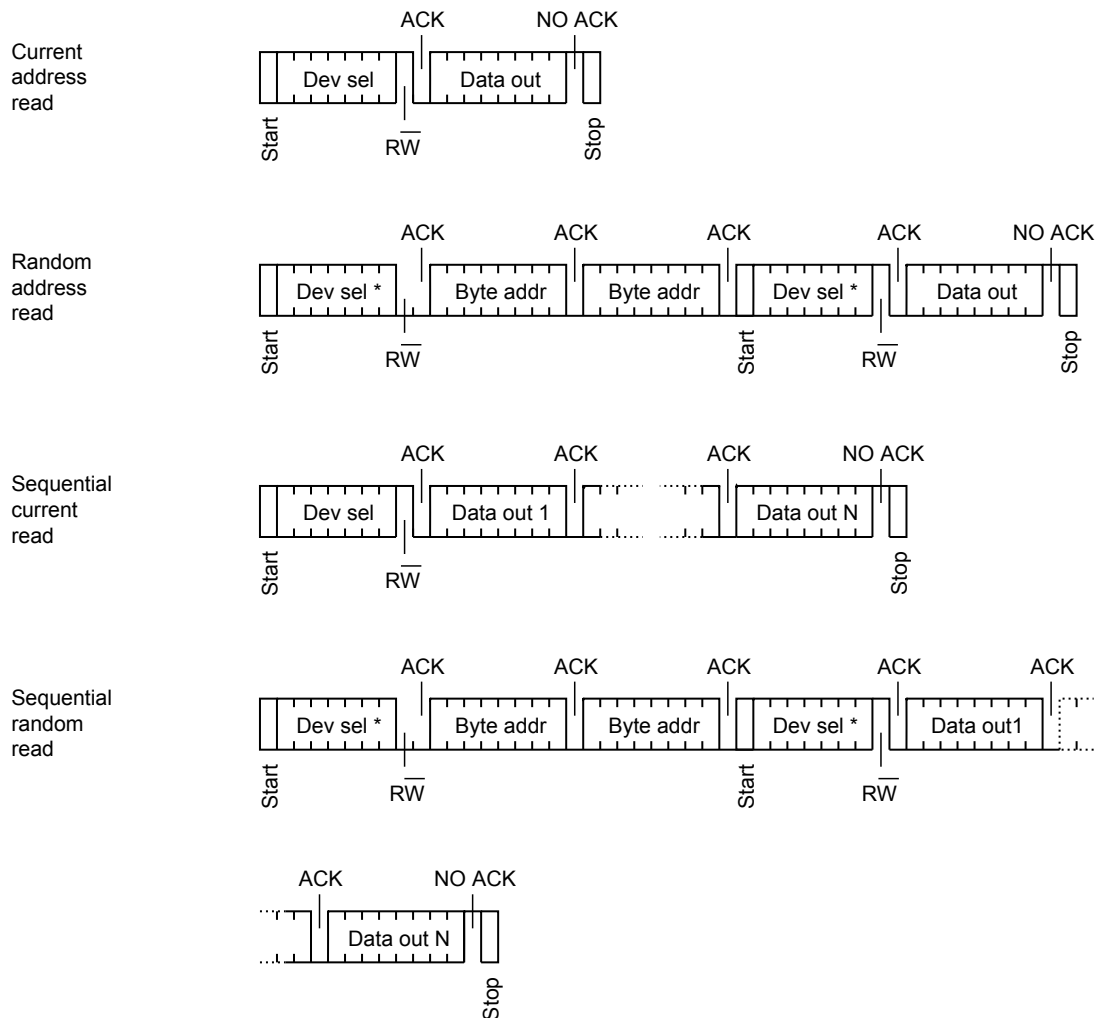 ACK NO ACK
Current
address
read
Dev sel Data out
Start RW Stop
ACK ACK ACK ACK NO ACK
Random
address
read
Dev sel * Byte addr Byte addr Dev sel * Data out
Start RW Start RW Stop
ACK ACK ACK NO ACK
Sequential
current
read
Dev sel Data out 1 Data out N
Start RW Stop
ACK ACK ACK ACK ACK
Sequential
random
read
Dev sel * Byte addr Byte addr Dev sel * Data out1
Start RW Start RW
ACK NO ACK
Data out N
Stop